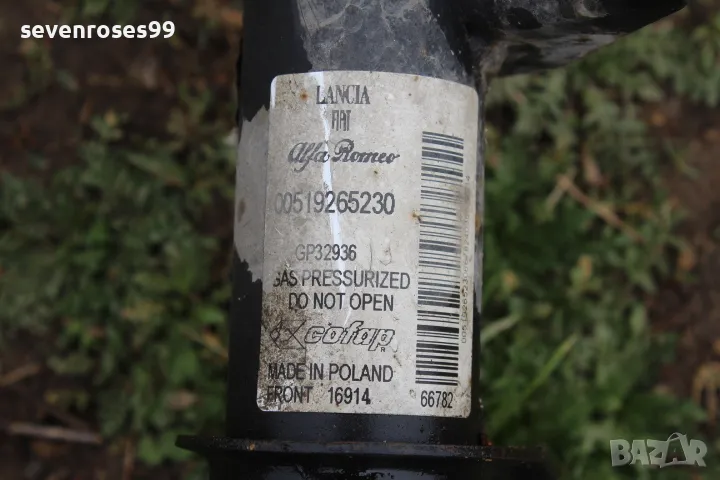 sevenroses99
LANCIA
FIAT
Alfa Romeo
00519265230
GP32936
GAS PRESSURIZED
DO NOT OPEN
cofap
MADE IN POLAND
FRONT 16914
66782
BAZAR